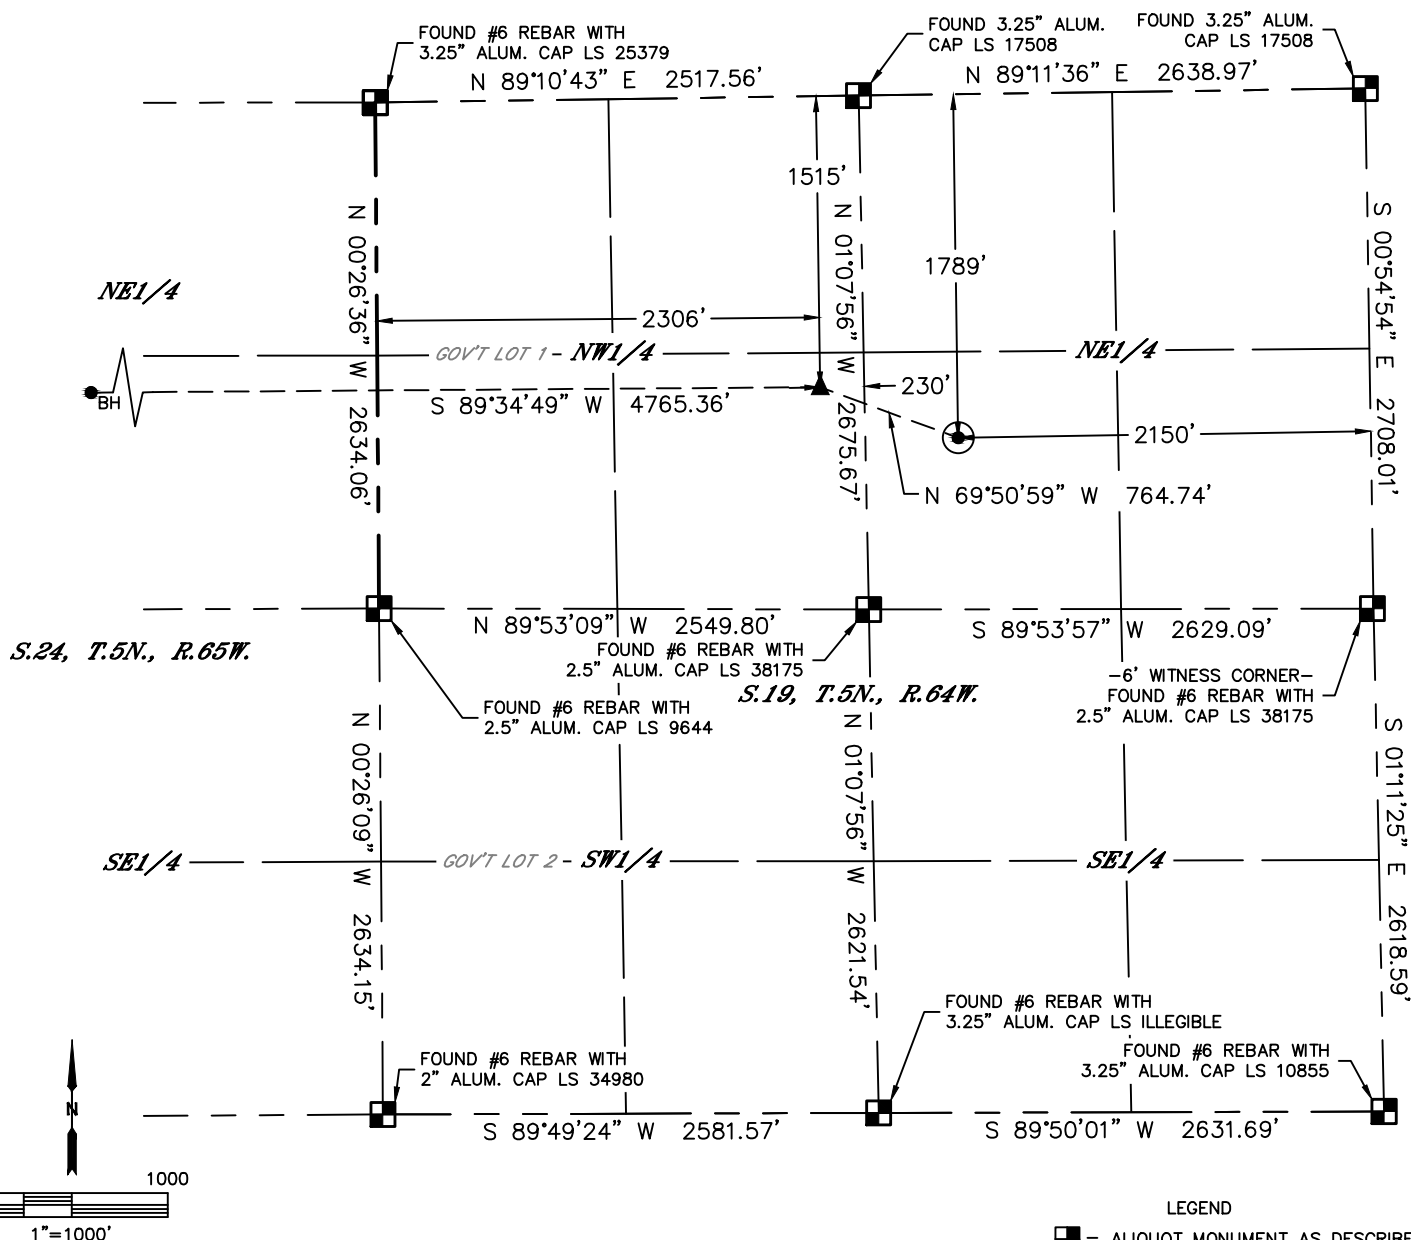 FOUND #6 REBAR WITH
3.25" ALUM. CAP LS 25379
FOUND 3.25" ALUM.
CAP LS 17508
FOUND 3.25" ALUM.
CAP LS 17508
N 89°10'43" E 2517.56'
N 89°11'36" E 2638.97'
1515'
1789'
N 00°26'36" W 2634.06'
N 01°07'56" W 2675.67'
S 00°54'54" E 2708.01'
NE1/4
2306'
GOV'T LOT 1
NW1/4
NE1/4
BH
S 89°34'49" W 4765.36'
230'
2150'
N 69°50'59" W 764.74'
N 89°53'09" W 2549.80'
S 89°53'57" W 2629.09'
S.24, T.5N., R.65W.
FOUND #6 REBAR WITH
2.5" ALUM. CAP LS 38175
S.19, T.5N., R.64W.
-6' WITNESS CORNER-
FOUND #6 REBAR WITH
2.5" ALUM. CAP LS 38175
FOUND #6 REBAR WITH
2.5" ALUM. CAP LS 9644
N 00°26'09" W 2634.15'
N 01°07'56" W 2621.54'
S 01°11'25" E 2618.59'
SE1/4
GOV'T LOT 2
SW1/4
SE1/4
FOUND #6 REBAR WITH
3.25" ALUM. CAP LS ILLEGIBLE
FOUND #6 REBAR WITH
2" ALUM. CAP LS 34980
FOUND #6 REBAR WITH
3.25" ALUM. CAP LS 10855
N
S 89°49'24" W 2581.57'
S 89°50'01" W 2631.69'
1000
1"=1000'
LEGEND
- ALIQUOT MONUMENT AS DESCRIBE